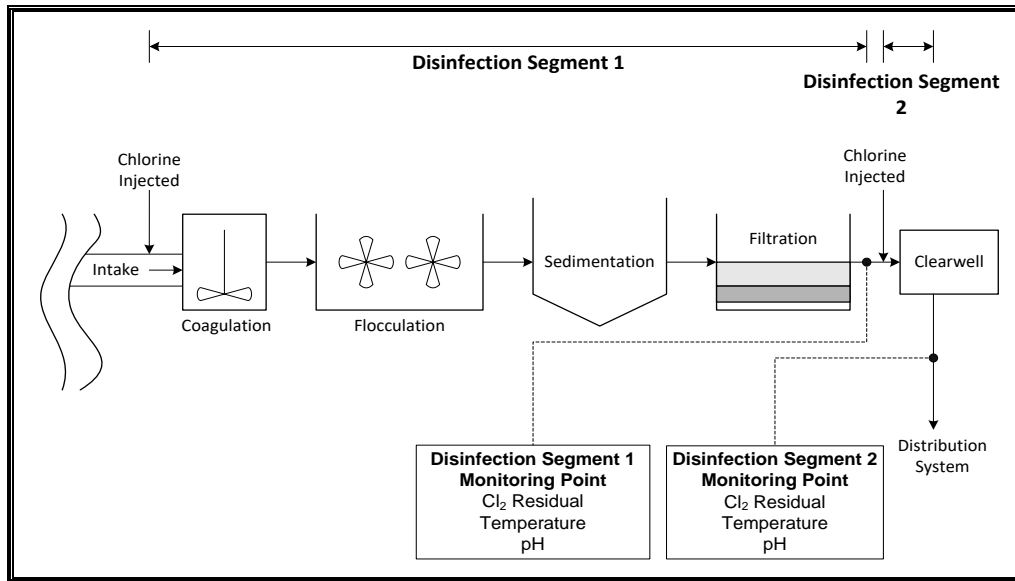 Disinfection Segment 1
Disinfection Segment
2
Chlorine
Injected
Chlorine
Injected
Intake
Coagulation
Flocculation
Sedimentation
Filtration
Clearwell
Disinfection Segment 1
Monitoring Point
Cl₂ Residual
Temperature
pH
Disinfection Segment 2
Monitoring Point
Cl₂ Residual
Temperature
pH
Distribution
System